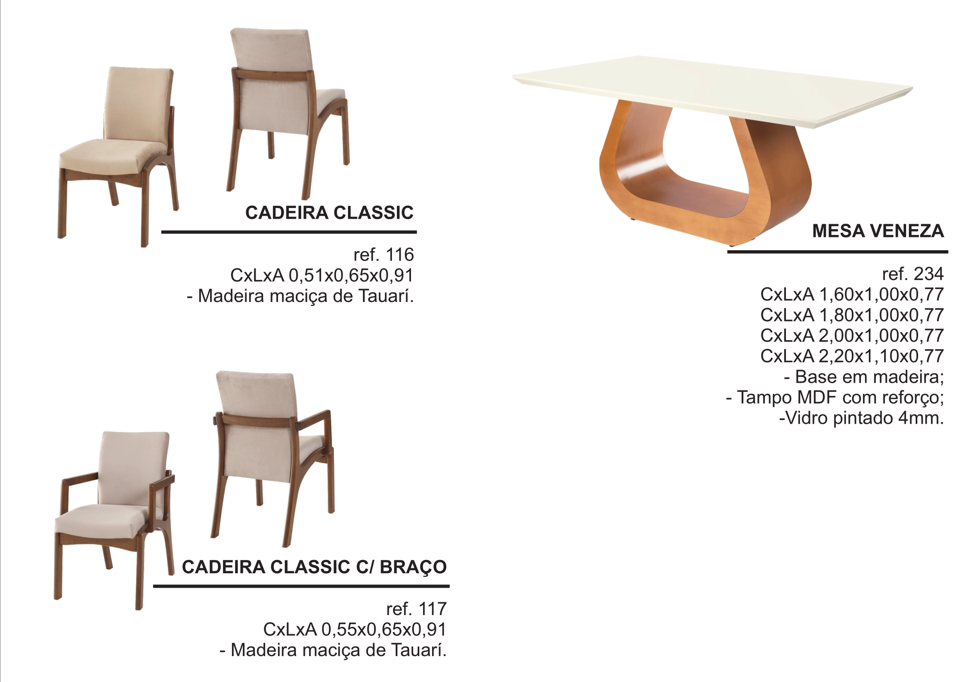 CADEIRA CLASSIC
ref. 116
CxLxA 0,51x0,65x0,91
- Madeira maciça de Tauarí.
MESA VENEZA
ref. 234
CxLxA 1,60x1,00x0,77
CxLxA 1,80x1,00x0,77
CxLxA 2,00x1,00x0,77
CxLxA 2,20x1,10x0,77
- Base em madeira;
- Tampo MDF com reforço;
-Vidro pintado 4mm.
CADEIRA CLASSIC C/ BRAÇO
ref. 117
CxLxA 0,55x0,65x0,91
- Madeira maciça de Tauarí.